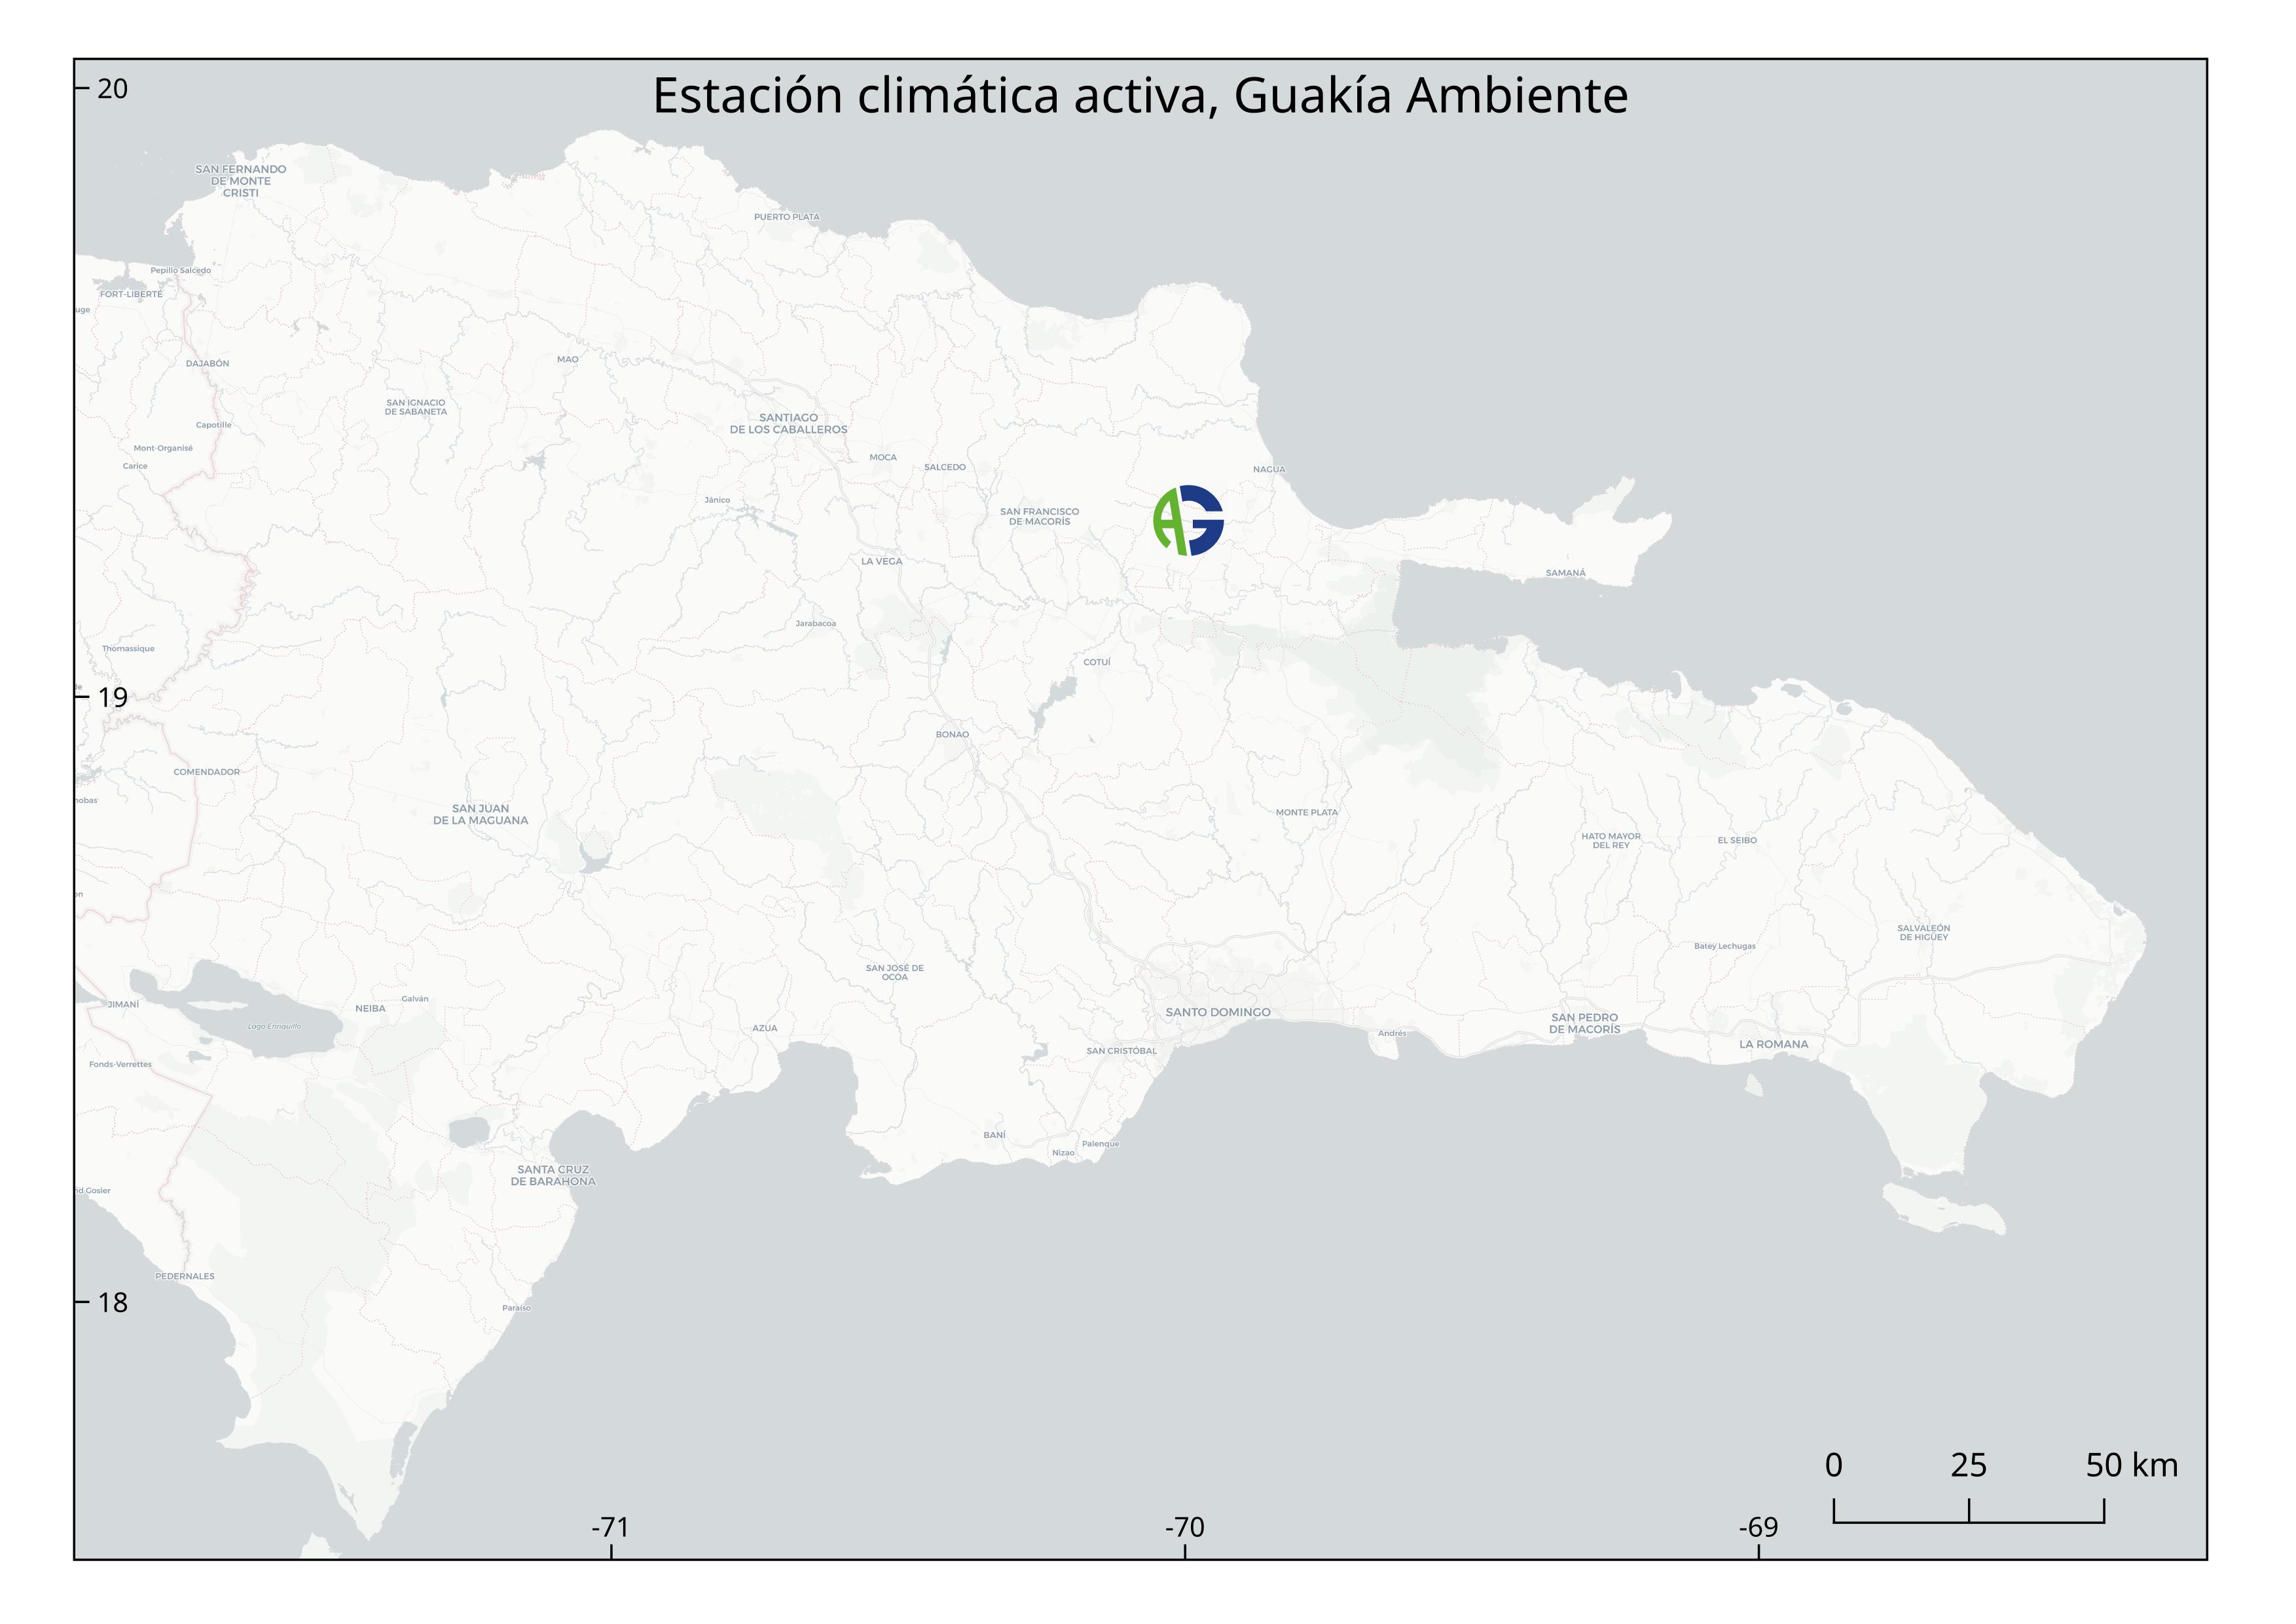 Estación climática activa, Guakía Ambiente
20
SAN FERNANDO
DE MONTE
CRISTI
PUERTO PLATA
Pepillo Salcedo
FORT-LIBERTÉ
DAJABÓN
MAO
SAN IGNACIO
DE SABANETA
SANTIAGO
DE LOS CABALLEROS
Capotille
Mont-Organisé
Carice
MOCA
SALCEDO
NAGUA
Jánico
SAN FRANCISCO
DE MACORÍS
AG
LA VEGA
SAMANÁ
Jarabacoa
Thomassique
COTUÍ
19
BONAO
COMENDADOR
SAN JUAN
DE LA MAGUANA
MONTE PLATA
HATO MAYOR
DEL REY
EL SEIBO
SALVALEÓN
DE HIGÜEY
Batey Lechugas
SAN JOSÉ DE
OCOA
JIMANÍ
NEIBA
Galván
Lago Enriquillo
AZUA
SANTO DOMINGO
Andrés
SAN PEDRO
DE MACORÍS
LA ROMANA
SAN CRISTÓBAL
Fonds-Verrettes
BANÍ
Palenque
Nizao
SANTA CRUZ
DE BARAHONA
PEDERNALES
18
Paraíso
0 25 50 km
-71 -70 -69